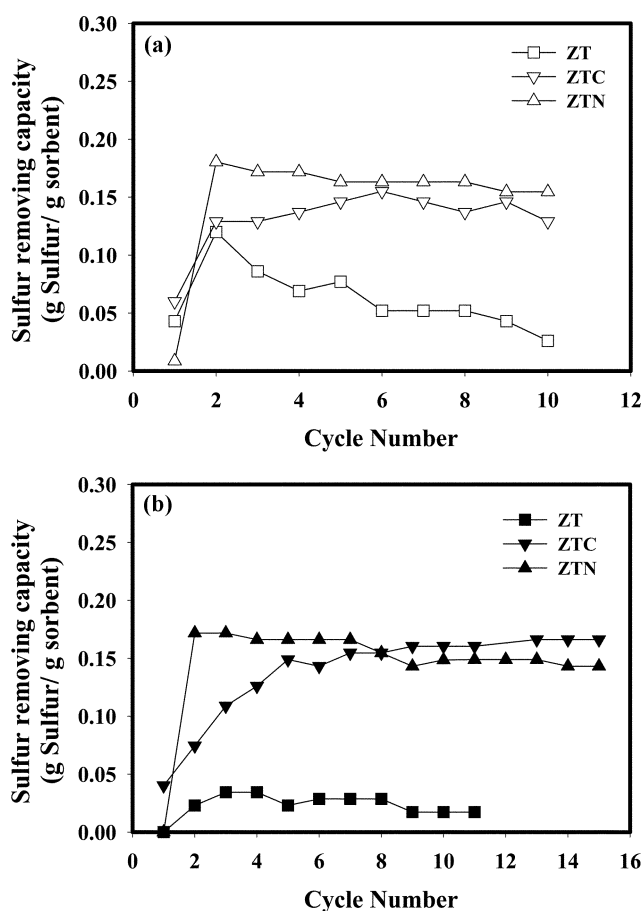 (a)
ZT
ZTC
ZTN
Sulfur removing capacity
(g Sulfur/ g sorbent)
0.30
0.25
0.20
0.15
0.10
0.05
0.00
0 2 4 6 8 10 12
Cycle Number
(b)
ZT
ZTC
ZTN
Sulfur removing capacity
(g Sulfur/ g sorbent)
0.30
0.25
0.20
0.15
0.10
0.05
0.00
0 2 4 6 8 10 12 14 16
Cycle Number